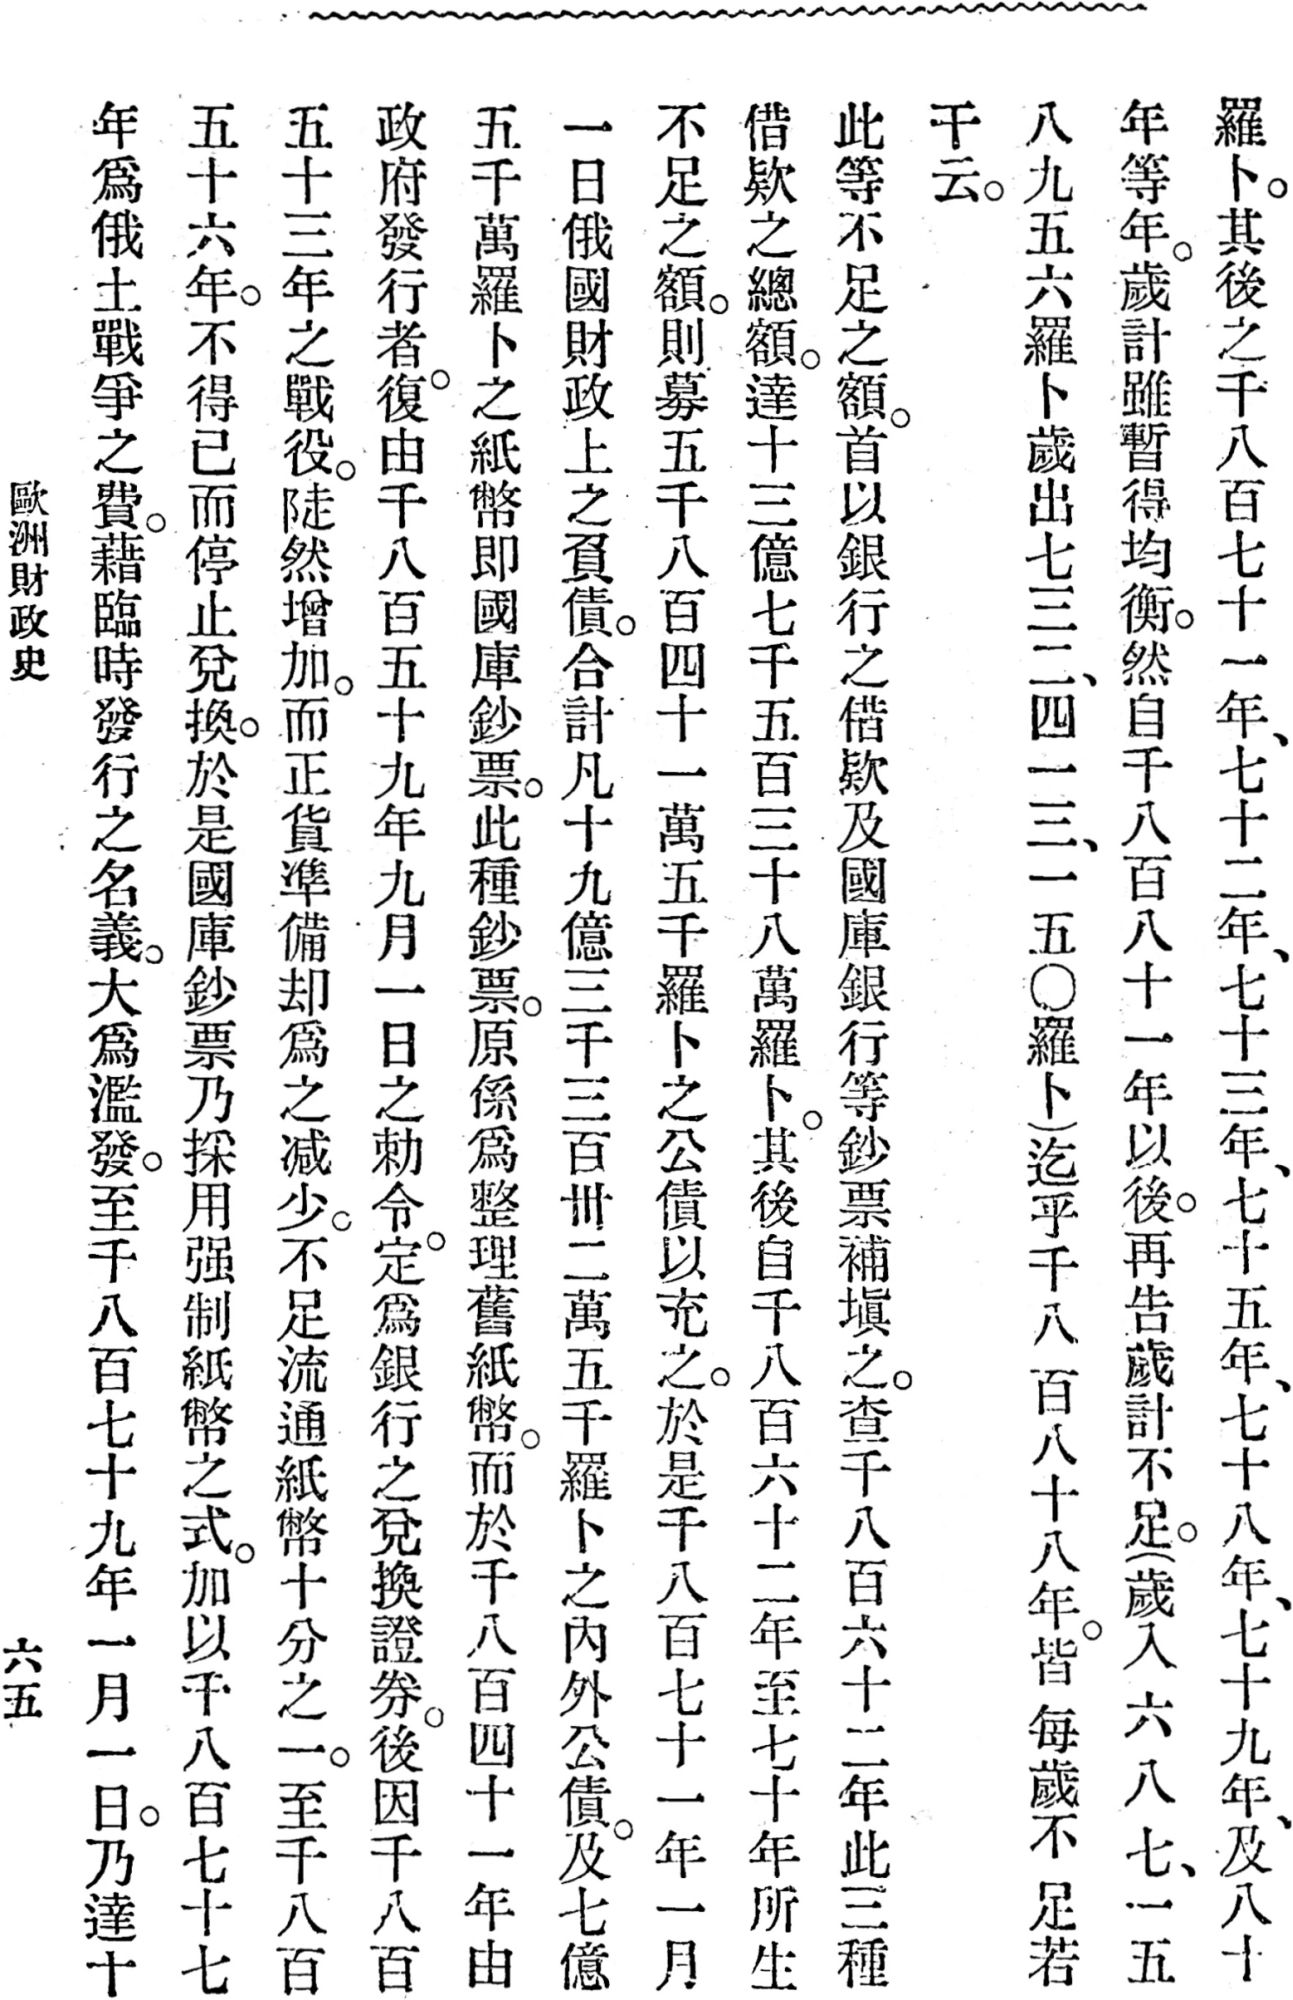 羅卜。其後之千八百七十一年、七十二年、七十三年、七十五年、七十八年、七十九年、及八十
年等年。歲計雖暫得均衡。然自千八百八十一年以後。再告歲計不足。(歲入六八七、一五
八九五六羅卜歲出七三二、四一三、一五〇羅卜)迄乎千八百八十八年。皆每歲不足若
干云。
此等不足之額。首以銀行之借欵及國庫銀行等鈔票補塡之。查千八百六十二年此三種
借欵之總額。達十三億七千五百三十八萬羅卜。其後自千八百六十二年至七十年所生
不足之額。則募五千八百四十一萬五千羅卜之公債以充之。於是千八百七十一年一月
一日俄國財政上之負債。合計凡十九億三千三百卅二萬五千羅卜之內外公債。及七億
五千萬羅卜之紙幣即國庫鈔票。此種鈔票。原係爲整理舊紙幣。而於千八百四十一年由
政府發行者。復由千八百五十九年九月一日之勅令。定爲銀行之兌換證券。後因千八百
五十三年之戰役。陡然增加。而正貨準備却爲之减少。不足流通紙幣十分之一。至千八百
五十六年。不得已而停止兌換。於是國庫鈔票乃採用强制紙幣之式。加以千八百七十七
年爲俄土戰爭之費。藉臨時發行之名義。大爲濫發。至千八百七十九年一月一日。乃達十
歐洲財政史
六五